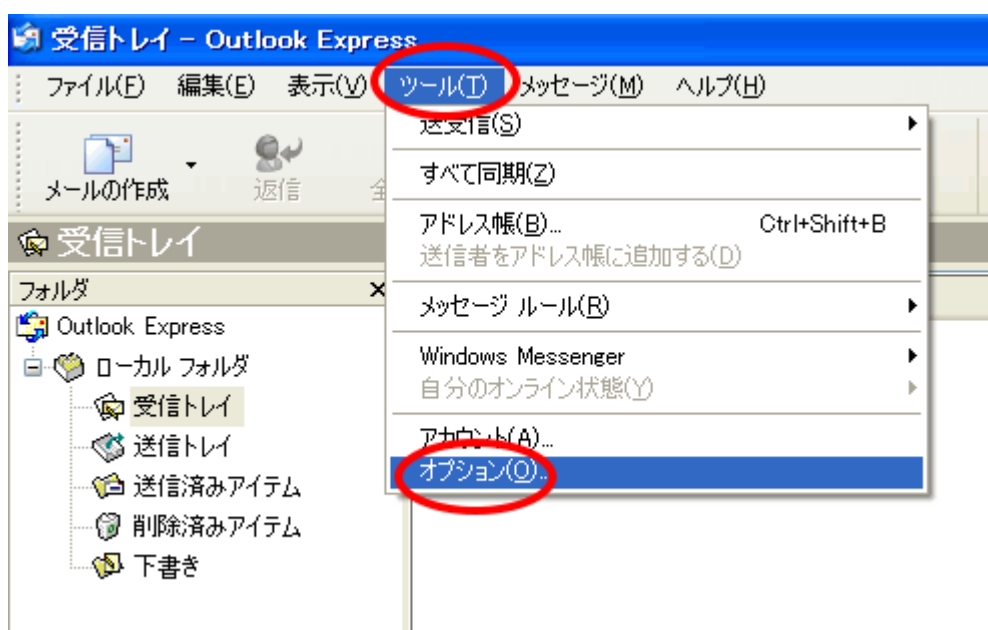 受信トレイ - Outlook Express
ファイル(F) 編集(E) 表示(V) ツール(T) メッセージ(M) ヘルプ(H)
メールの作成 返信 全
受信トレイ
フォルダ
Outlook Express
ローカル フォルダ
受信トレイ
送信トレイ
送信済みアイテム
削除済みアイテム
下書き
送受信(S)
すべて同期(Z)
アドレス帳(B)... Ctrl+Shift+B
送信者をアドレス帳に追加する(D)
メッセージ ルール(R)
Windows Messenger
自分のオンライン状態(Y)
アカウント(A)...
オプション(O)...